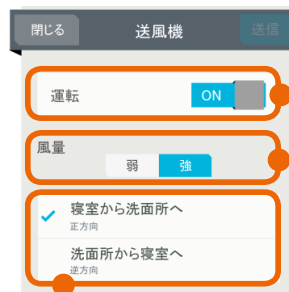 閉じる 送風機 送信
運転 ON
風量
弱 強
寝室から洗面所へ
正方向
洗面所から寝室へ
逆方向